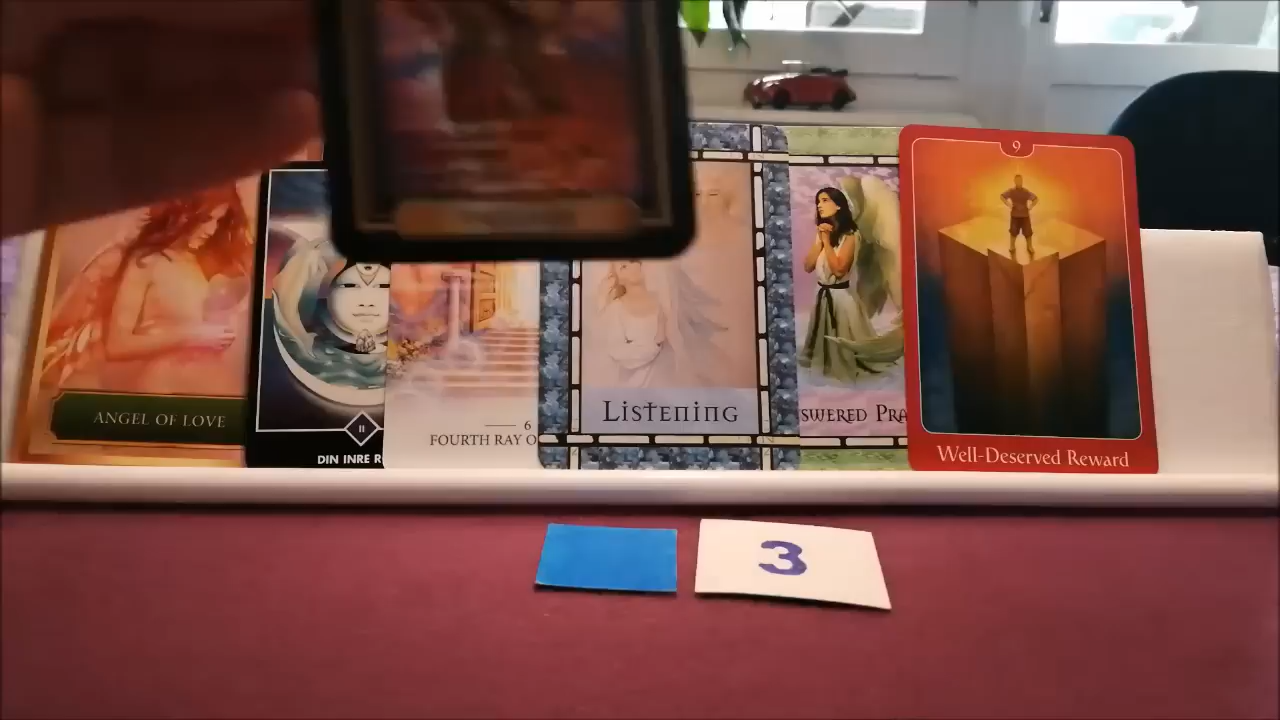 ANGEL OF LOVE
II
DIN INRE R
6
FOURTH RAY O
Listening
SWERED PRA
9
Well-Deserved Reward
3